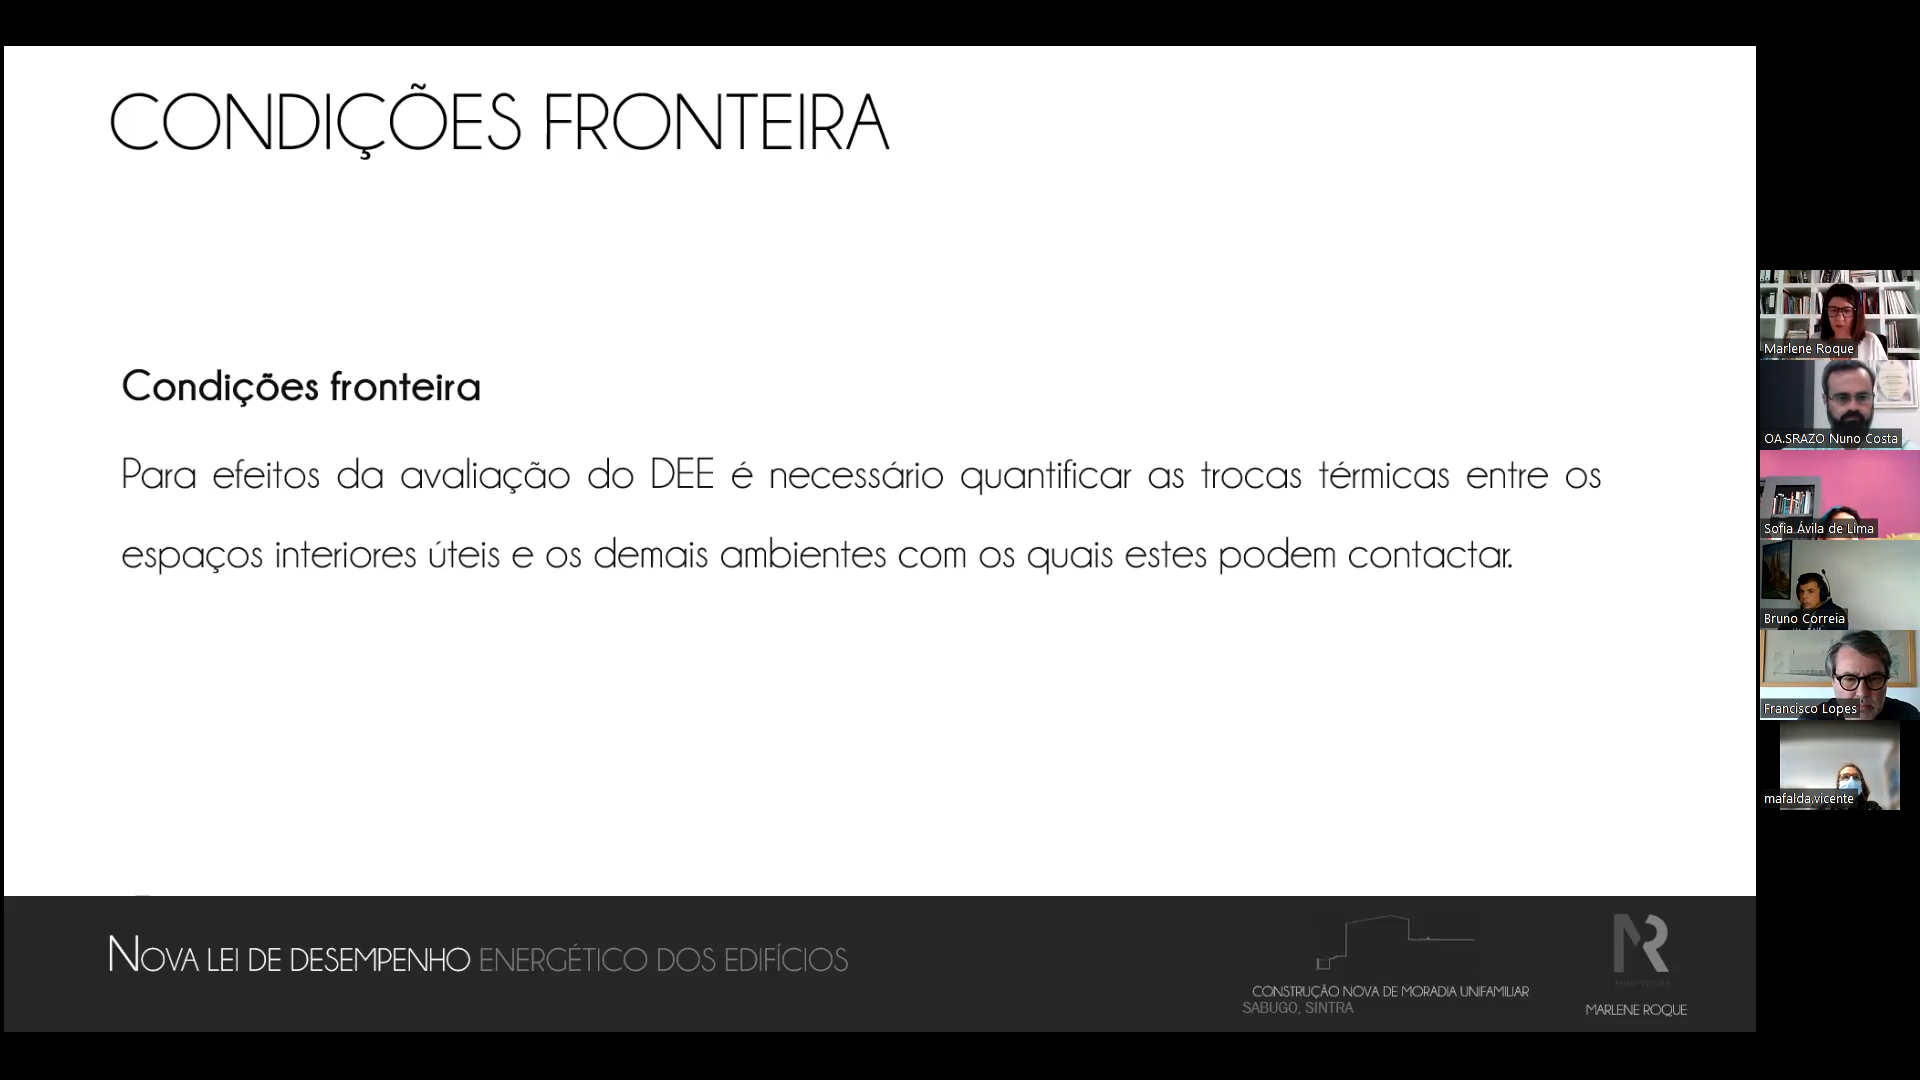 CONDIÇÕES FRONTEIRA
Condições fronteira
Para efeitos da avaliação do DEE é necessário quantificar as trocas térmicas entre os
espaços interiores úteis e os demais ambientes com os quais estes podem contactar.
NOVA LEI DE DESEMPENHO ENERGÉTICO DOS EDIFÍCIOS
CONSTRUÇÃO NOVA DE MORADIA UNIFAMILIAR
SABUGO, SINTRA
MR
MARLENE ROQUE
Marlene Roque
OA.SRAZO Nuno Costa
Sofia Ávila de Lima
Bruno Correia
Francisco Lopes
mafalda.vicente